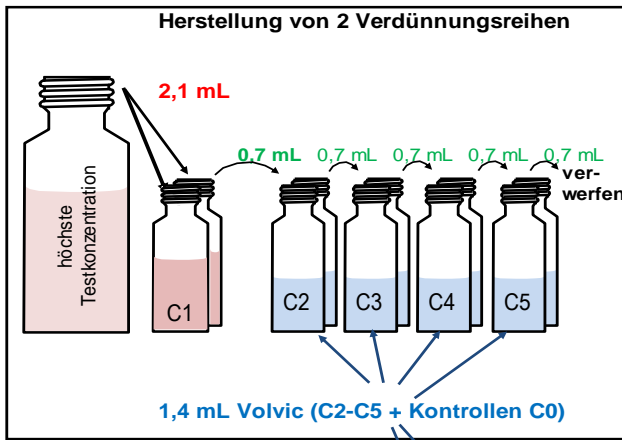 Herstellung von 2 Verdünnungsreihen
2,1 mL
0,7 mL 0,7 mL 0,7 mL 0,7 mL 0,7 mL
ver-
werfen
höchste
Testkonzentration
C1 C2 C3 C4 C5
1,4 mL Volvic (C2-C5 + Kontrollen C0)